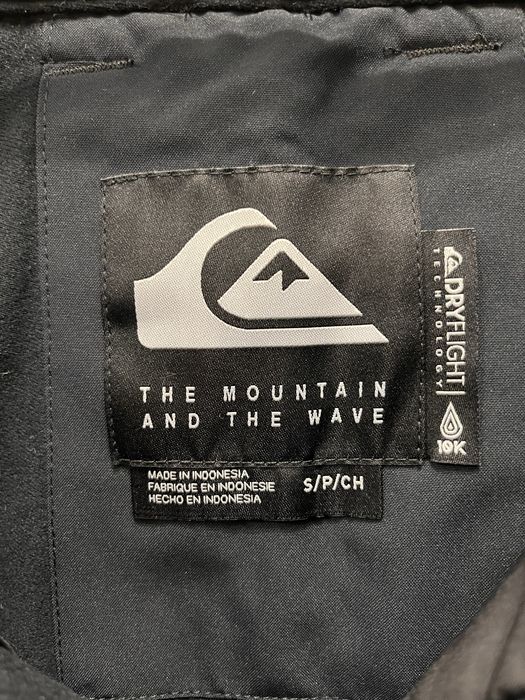 THE MOUNTAIN
AND THE WAVE
DRYFLIGHT
TECHNOLOGY
10K
MADE IN INDONESIA
FABRIQUE EN INDONESIE
HECHO EN INDONESIA
S/P/CH